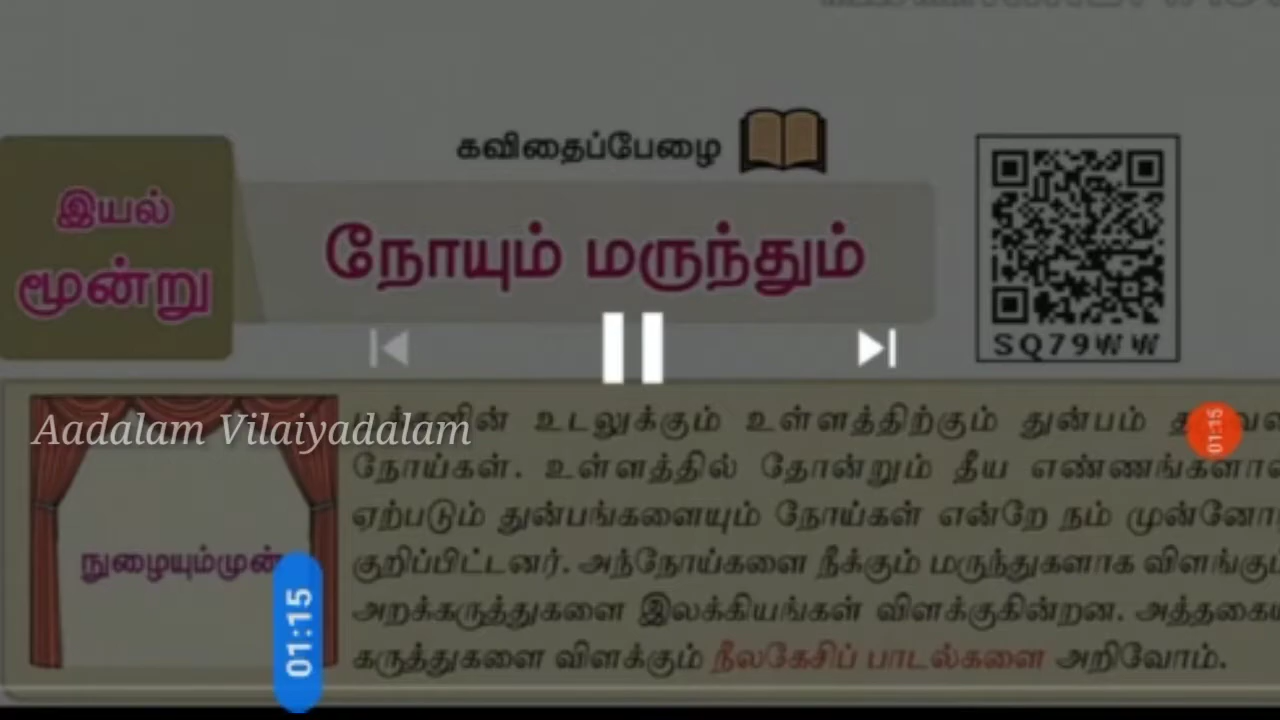 கவிதைப்பேழை
இயல்
மூன்று
நோயும் மருந்தும்
SQ79WW
Aadalam Vilaiyadalam
உடலுக்கும் உள்ளத்திற்கும் துன்பம்
01:15
நோய்கள். உள்ளத்தில் தோன்றும் தீய
ஏற்படும் துன்பங்களையும் நோய்கள் என்றே நம்
நுழையும்முன்
குறிப்பிட்டனர். அந்நோய்களை நீக்கும் மருந்துகளாக
அறக்கருத்துகளை இலக்கியங்கள் விளக்குகின்றன.
கருத்துகளை விளக்கும் நீலகேசிப் பாடல்களை அறிவோம்.
01:15